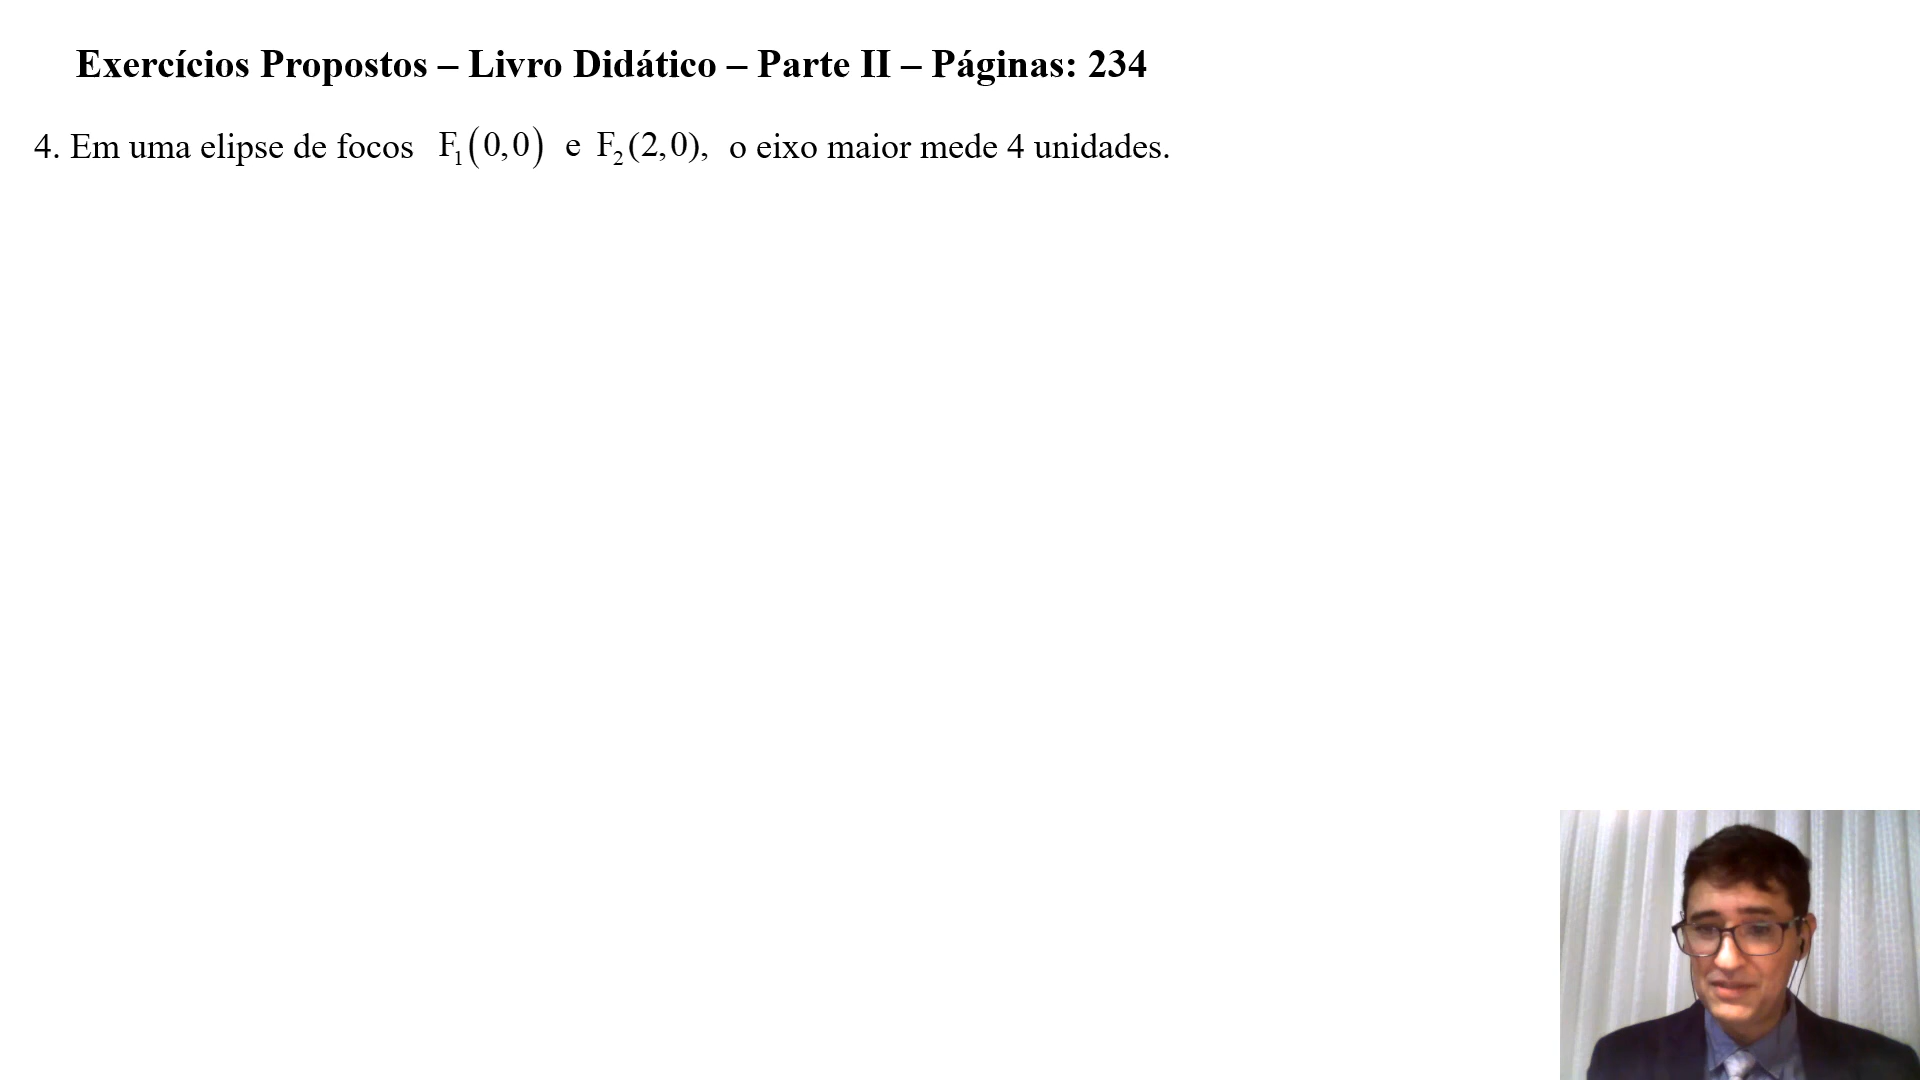 Exercícios Propostos – Livro Didático – Parte II – Páginas: 234
4. Em uma elipse de focos F₁(0,0) e F₂(2,0), o eixo maior mede 4 unidades.